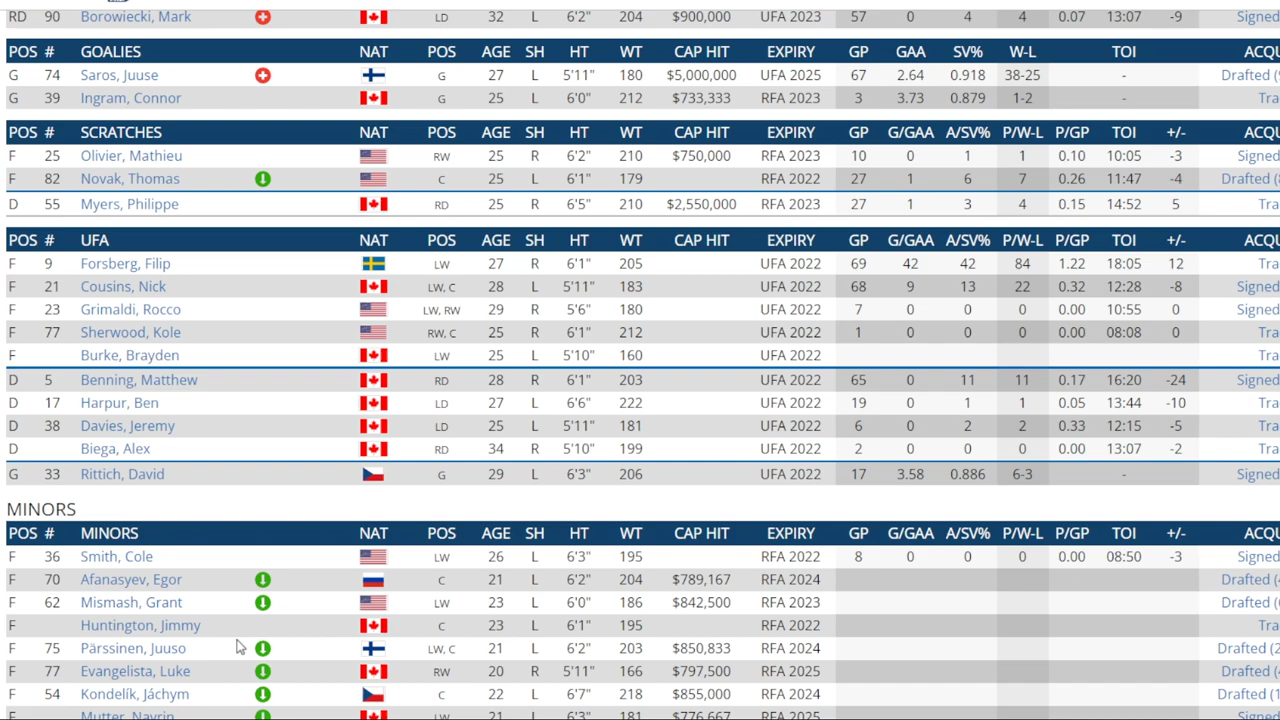 RD 90 Borowiecki, Mark LD 32 L 6'2" 204 $900,000 UFA 2023 57 0 4 4 0.07 13:07 -9 Signed
POS # GOALIES NAT POS AGE SH HT WT CAP HIT EXPIRY GP GAA SV% W-L TOI ACQU
G 74 Saros, Juuse G 27 L 5'11" 180 $5,000,000 UFA 2025 67 2.64 0.918 38-25 - Drafted (
G 39 Ingram, Connor G 25 L 6'0" 212 $733,333 RFA 2023 3 3.73 0.879 1-2 - Tra
POS # SCRATCHES NAT POS AGE SH HT WT CAP HIT EXPIRY GP G/GAA A/SV% P/W-L P/GP TOI +/- ACQU
F 25 Olivier, Mathieu RW 25 R 6'2" 210 $750,000 RFA 2023 10 0 1 1 0.10 10:05 -3 Signed
F 82 Novak, Thomas C 25 L 6'1" 179 RFA 2022 27 1 6 7 0.26 11:47 -4 Drafted (
D 55 Myers, Philippe RD 25 R 6'5" 210 $2,550,000 RFA 2023 27 1 3 4 0.15 14:52 5 Tra
POS # UFA NAT POS AGE SH HT WT CAP HIT EXPIRY GP G/GAA A/SV% P/W-L P/GP TOI +/- ACQU
F 9 Forsberg, Filip LW 27 R 6'1" 205 UFA 2022 69 42 42 84 1.22 18:05 12 Tra
F 21 Cousins, Nick LW, C 28 L 5'11" 183 UFA 2022 68 9 13 22 0.32 12:28 -8 Signed
F 23 Grimaldi, Rocco LW, RW 29 R 5'6" 180 UFA 2022 7 0 0 0 0.00 10:55 0 Signed
F 77 Sherwood, Kole RW, C 25 R 6'1" 212 UFA 2022 1 0 0 0 0.00 08:08 0 Signed
F Burke, Brayden LW 25 L 5'10" 160 UFA 2022 Tra
D 5 Benning, Matthew RD 28 R 6'1" 203 UFA 2022 65 0 11 11 0.17 16:20 -24 Signed
D 17 Harpur, Ben LD 27 L 6'6" 222 UFA 2022 19 0 1 1 0.05 13:44 -10 Tra
D 38 Davies, Jeremy LD 25 L 5'11" 181 UFA 2022 6 0 2 2 0.33 12:15 -5 Tra
D Biega, Alex RD 34 R 5'10" 199 UFA 2022 2 0 0 0 0.00 13:07 -2 Tra
G 33 Rittich, David G 29 L 6'3" 206 UFA 2022 17 3.58 0.886 6-3 - Signed
MINORS
POS # MINORS NAT POS AGE SH HT WT CAP HIT EXPIRY GP G/GAA A/SV% P/W-L P/GP TOI +/- ACQU
F 36 Smith, Cole LW 26 L 6'3" 195 RFA 2022 8 0 0 0 0.00 08:50 -3 Signed
F 70 Afanasyev, Egor C 21 L 6'2" 204 $789,167 RFA 2024 Drafted (
F 62 Mismash, Grant LW 23 L 6'0" 186 $842,500 RFA 2023 Drafted (
F Huntington, Jimmy C 23 L 6'1" 195 RFA 2022 Tra
F 75 Pärssinen, Juuso LW, C 21 L 6'2" 203 $850,833 RFA 2024 Drafted (2
F 77 Evangelista, Luke RW 20 R 5'11" 166 $797,500 RFA 2025 Drafted (
F 54 Kondelík, Jáchym C 22 L 6'7" 218 $855,000 RFA 2024 Drafted (1
F Mutter, Navrin LW 21 L 6'3" 181 $776,667 RFA 2025 Signed